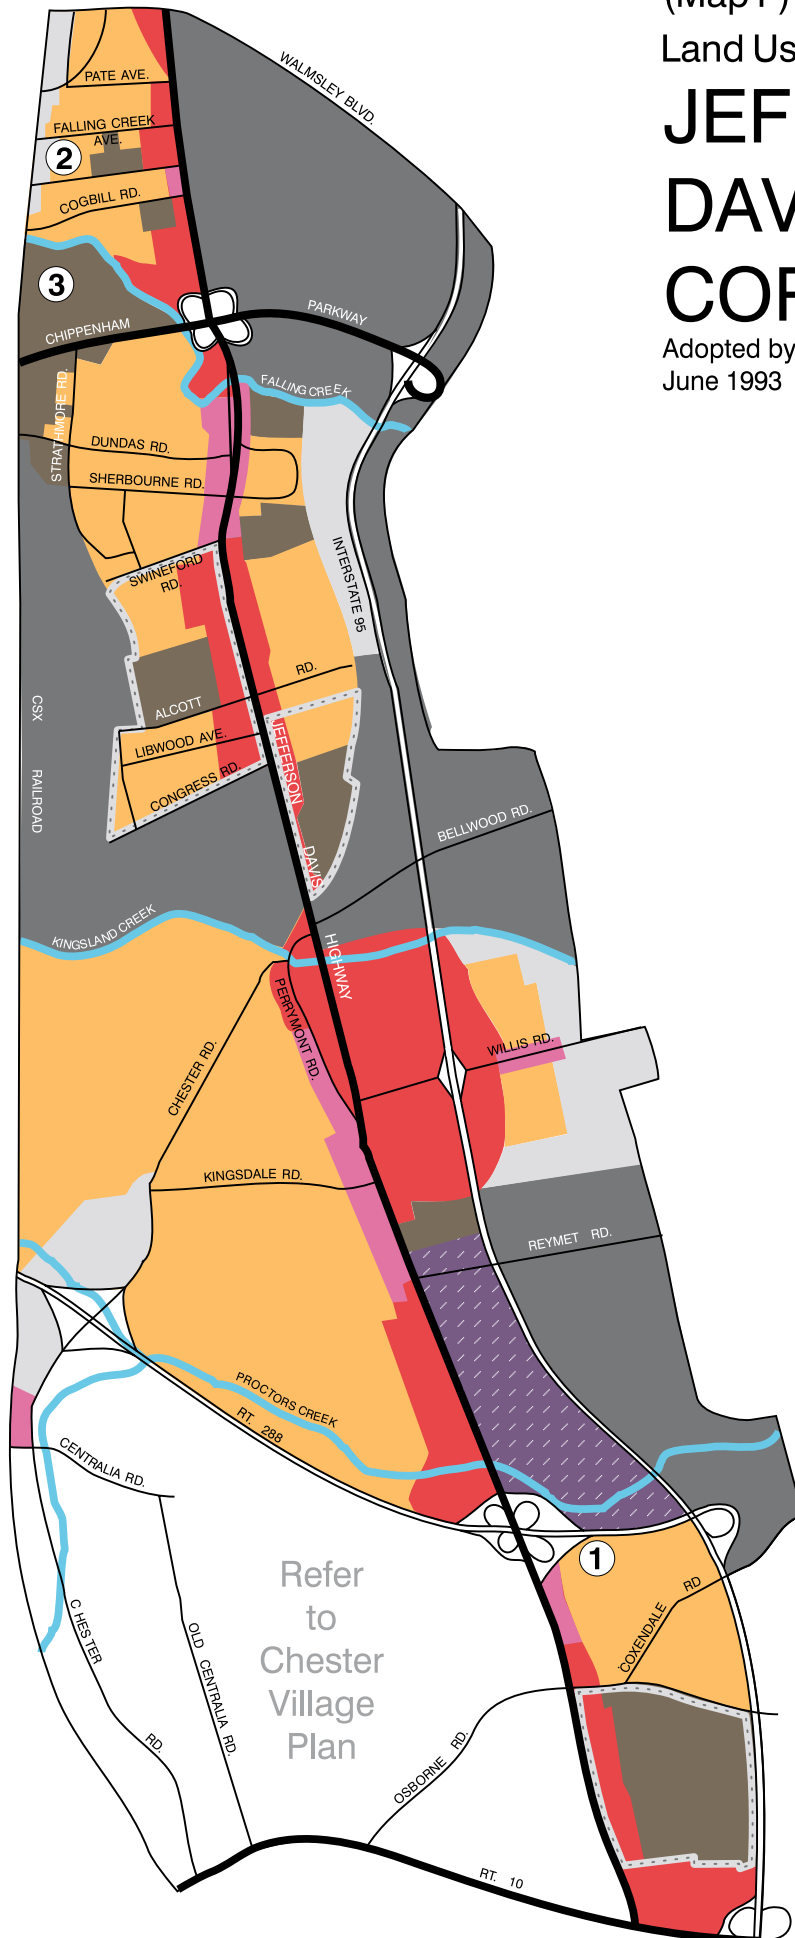 (Map F)
Land Us
JEF
DAV
COR
Adopted by
June 1993
WALMSLEY BLVD.
PATE AVE.
FALLING CREEK
AVE.
2
COGBILL RD.
3
CHIPPENHAM
PARKWAY
FALLING CREEK
STRATHMORE RD.
DUNDAS RD.
SHERBOURNE RD.
SWINEFORD
RD.
INTERSTATE 95
CSX RAILROAD
ALCOTT RD.
LIBWOOD AVE.
CONGRESS RD.
JEFFERSON DAVIS HIGHWAY
BELLWOOD RD.
KINGSLAND CREEK
PERRYMONT RD.
CHESTER RD.
WILLIS RD.
KINGSDALE RD.
REYMET RD.
PROCTORS CREEK
RT. 288
CENTRALIA RD.
1
COXENDALE RD
CHESTER RD.
OLD CENTRALIA RD.
Refer
to
Chester
Village
Plan
OSBORNE RD.
RT. 10